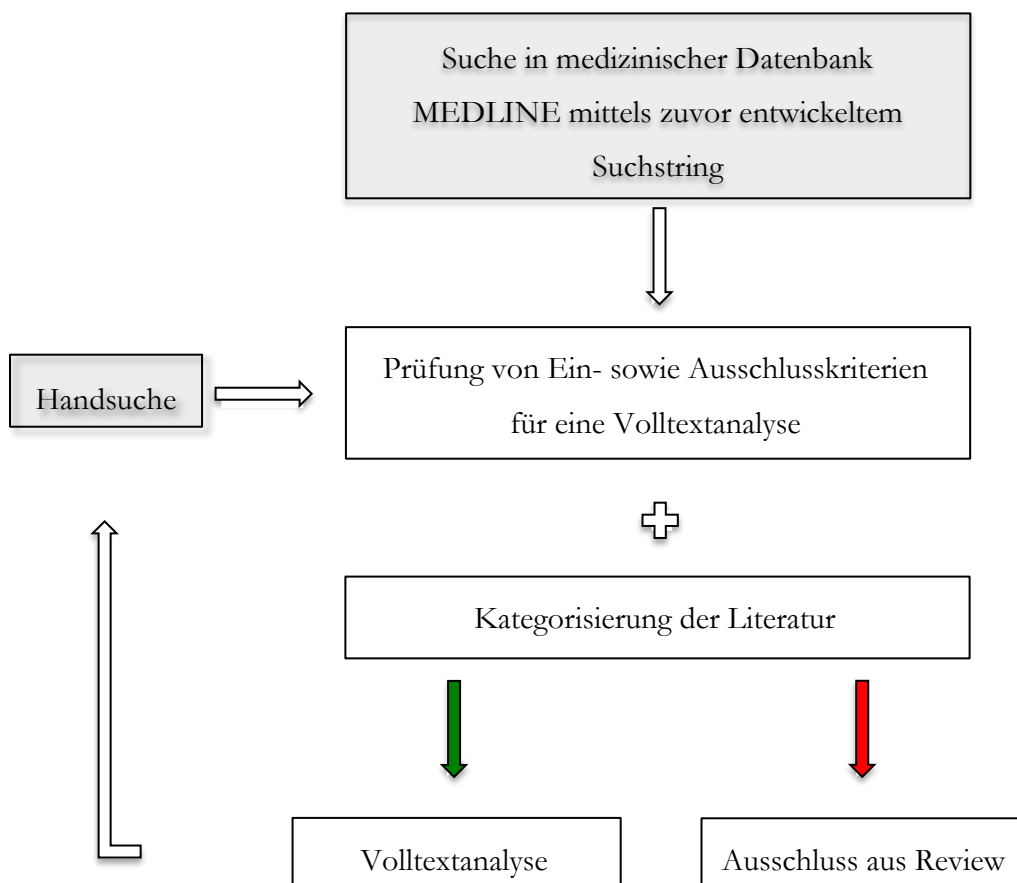 Suche in medizinischer Datenbank
MEDLINE mittels zuvor entwickeltem
Suchstring
Handsuche
Prüfung von Ein- sowie Ausschlusskriterien
für eine Volltextanalyse
Kategorisierung der Literatur
Volltextanalyse
Ausschluss aus Review